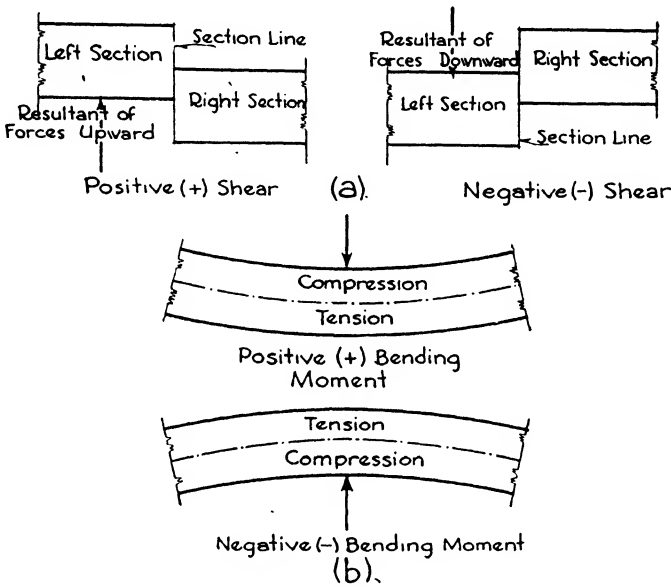 Left Section
Section Line
Right Section
Resultant of
Forces Upward
Positive (+) Shear
Resultant of
Forces Downward
Right Section
Left Section
Section Line
Negative (-) Shear
(a).
Compression
Tension
Positive (+) Bending
Moment
Tension
Compression
Negative (-) Bending Moment
(b).